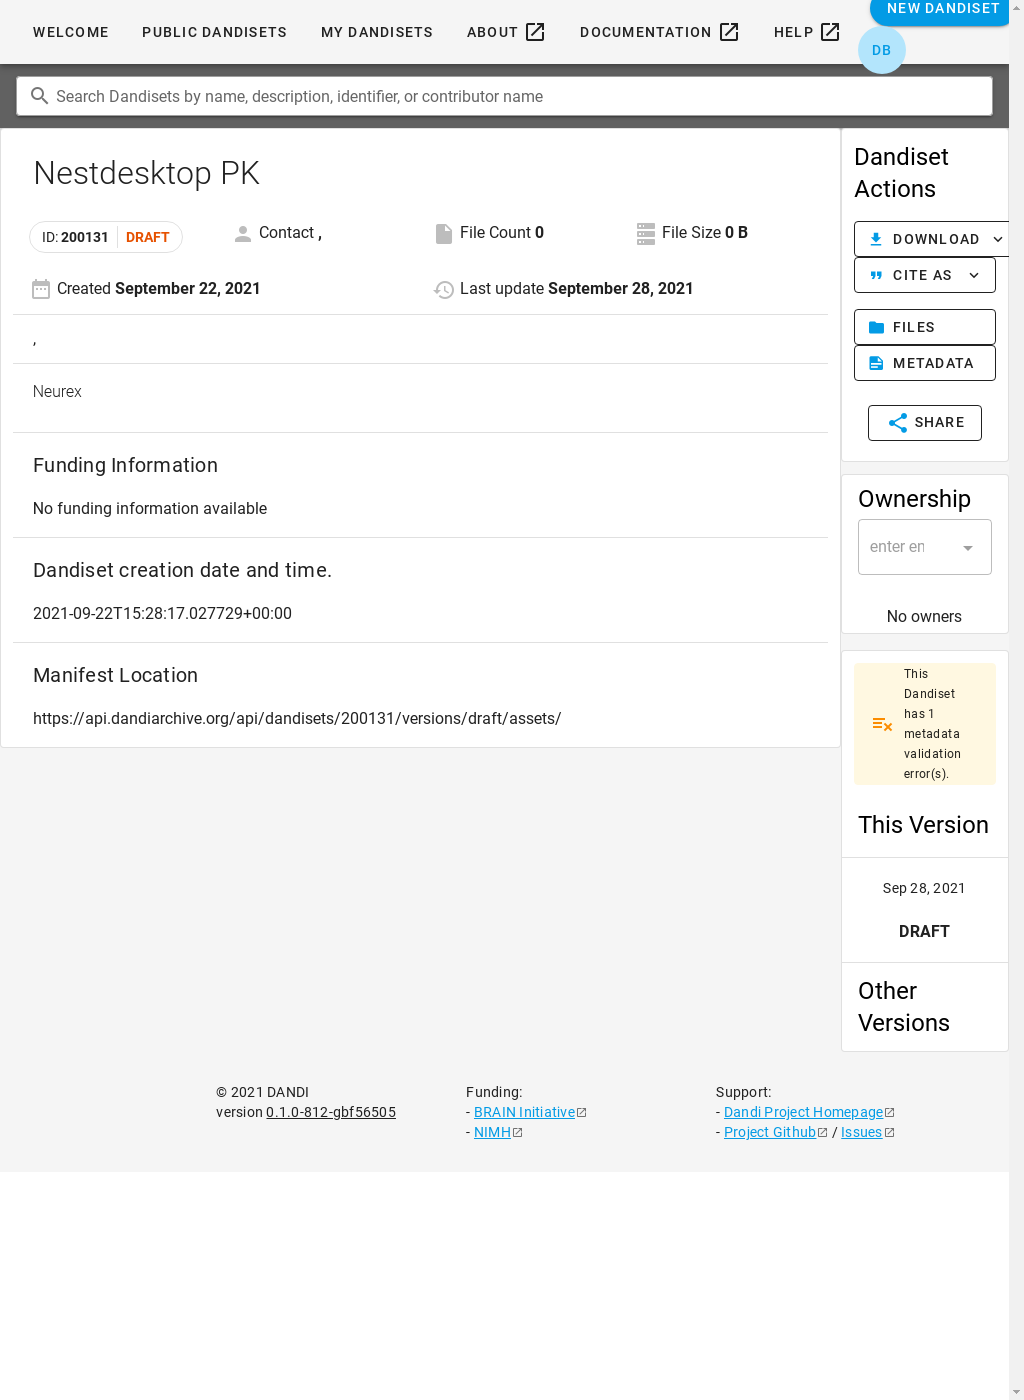 WELCOME PUBLIC DANDISETS MY DANDISETS ABOUT DOCUMENTATION HELP NEW DANDISET
DB
Search Dandisets by name, description, identifier, or contributor name
Nestdesktop PK
ID: 200131 DRAFT Contact , File Count 0 File Size 0 B
Created September 22, 2021 Last update September 28, 2021
,
Neurex
Funding Information
No funding information available
Dandiset creation date and time.
2021-09-22T15:28:17.027729+00:00
Manifest Location
https://api.dandiarchive.org/api/dandisets/200131/versions/draft/assets/
Dandiset
Actions
DOWNLOAD
CITE AS
FILES
METADATA
SHARE
Ownership
enter em
No owners
This
Dandiset
has 1
metadata
validation
error(s).
This Version
Sep 28, 2021
DRAFT
Other
Versions
© 2021 DANDI
version 0.1.0-812-gbf56505
Funding:
- BRAIN Initiative
- NIMH
Support:
- Dandi Project Homepage
- Project Github / Issues